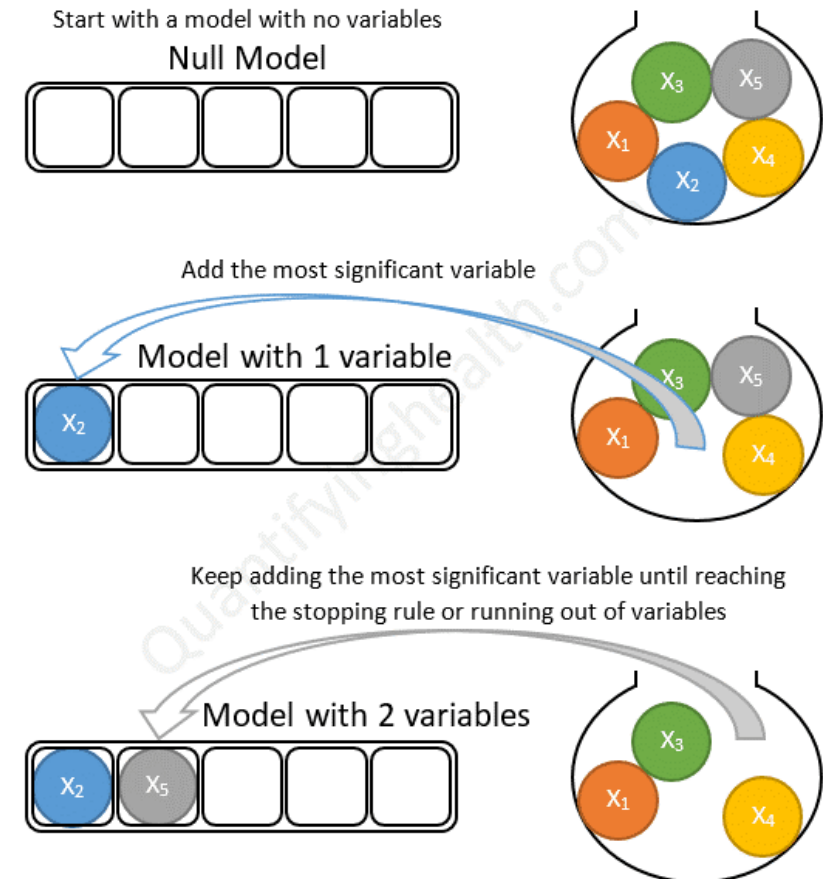 Start with a model with no variables
Null Model
X₃
X₅
X₁
X₄
X₂
Add the most significant variable
Model with 1 variable
X₂
X₃
X₅
X₁
X₄
Keep adding the most significant variable until reaching
the stopping rule or running out of variables
Model with 2 variables
X₂
X₅
X₃
X₁
X₄
Quantifyinghealth.com